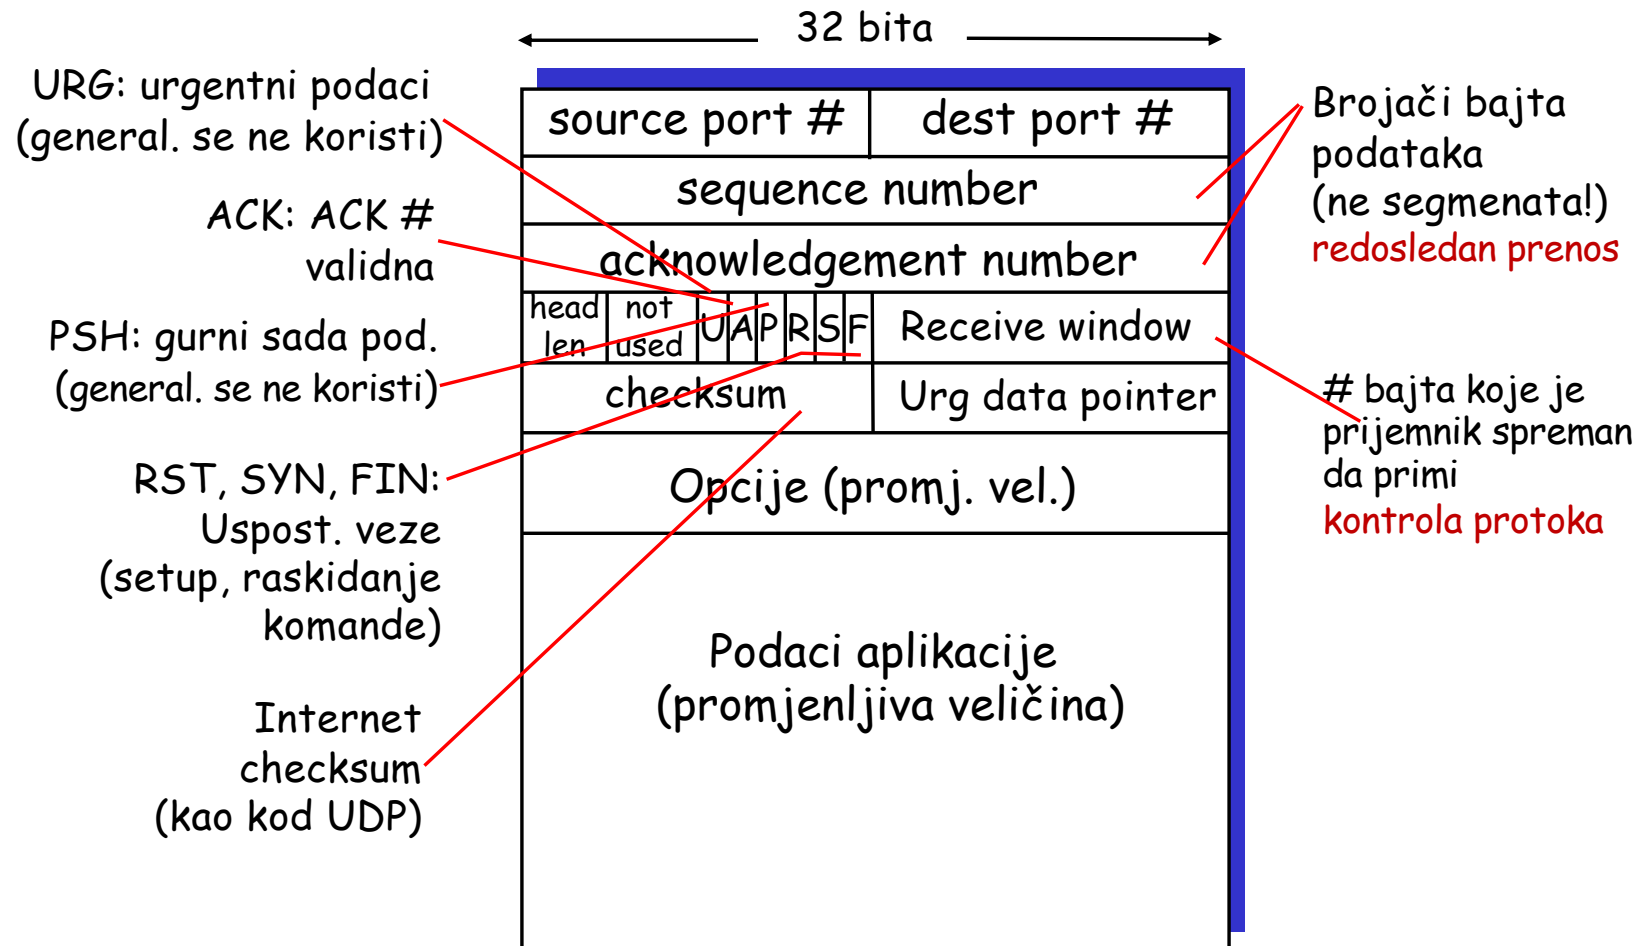 32 bita
URG: urgentni podaci
(general. se ne koristi)
ACK: ACK #
validna
PSH: gurni sada pod.
(general. se ne koristi)
RST, SYN, FIN:
Uspost. veze
(setup, raskidanje
komande)
Internet
checksum
(kao kod UDP)
source port #
dest port #
sequence number
acknowledgement number
head
len
not
used
U
A
P
R
S
F
Receive window
checksum
Urg data pointer
Opcije (promj. vel.)
Podaci aplikacije
(promjenljiva veličina)
Brojači bajta
podataka
(ne segmenata!)
redosledan prenos
# bajta koje je
prijemnik spreman
da primi
kontrola protoka